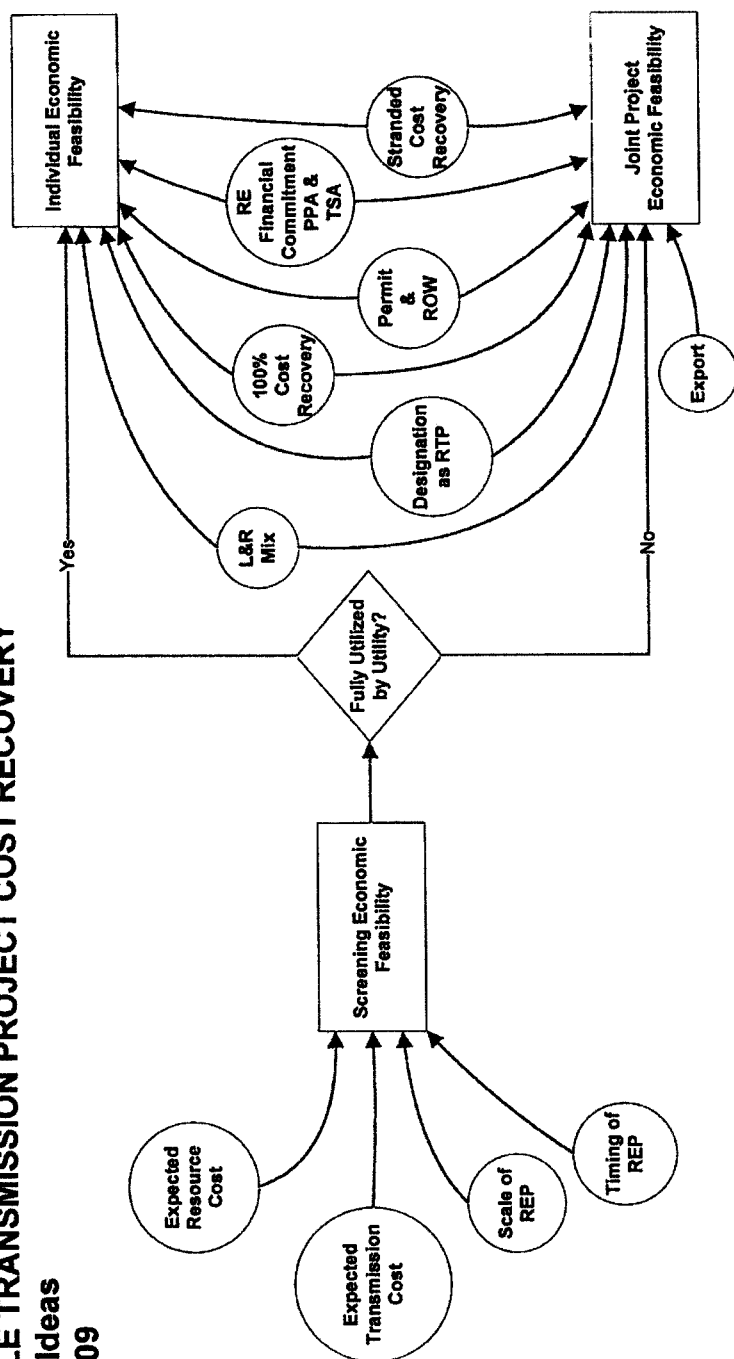 LE TRANSMISSION PROJECT COST RECOVERY
Ideas
09
Expected
Resource
Cost
Expected
Transmission
Cost
Scale of
REP
Timing of
REP
Screening Economic
Feasibility
Fully Utilized
by Utility?
Yes
No
L&R
Mix
Designation
as RTP
100%
Cost
Recovery
Permit
&
ROW
RE
Financial
Commitment
PPA &
TSA
Stranded
Cost
Recovery
Export
Individual Economic
Feasibility
Joint Project
Economic Feasibility